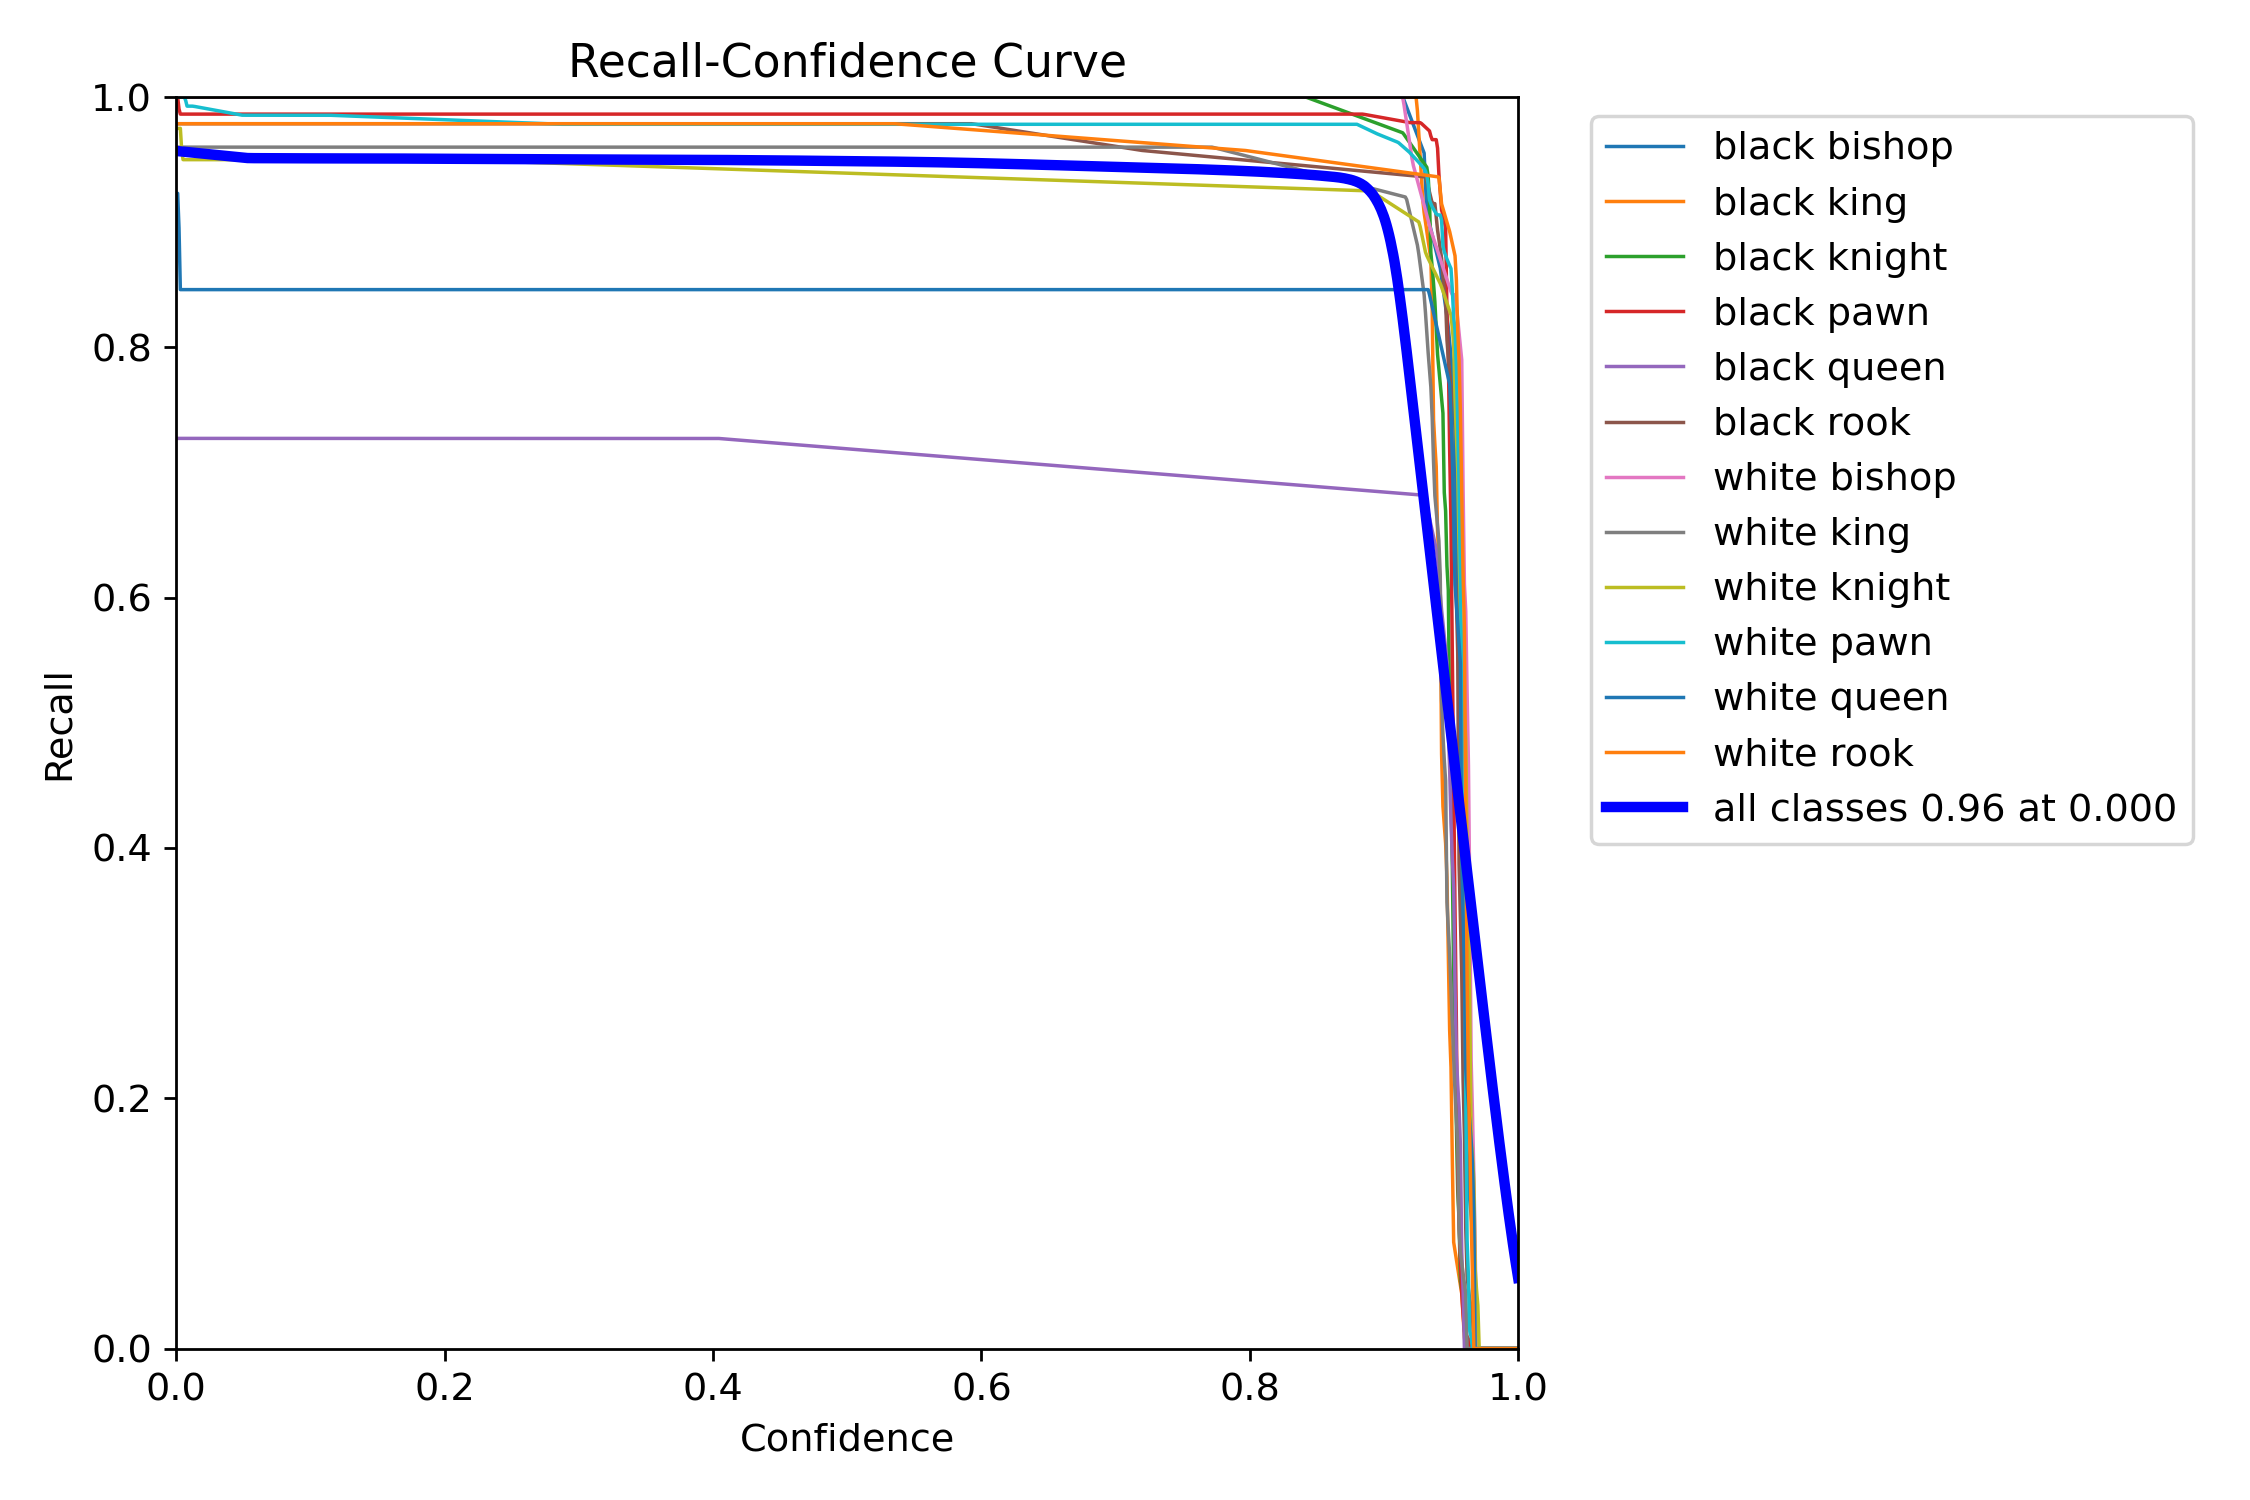 Recall-Confidence Curve
1.0
0.8
0.6
0.4
0.2
0.0
Recall
0.0 0.2 0.4 0.6 0.8 1.0
Confidence
black bishop
black king
black knight
black pawn
black queen
black rook
white bishop
white king
white knight
white pawn
white queen
white rook
all classes 0.96 at 0.000